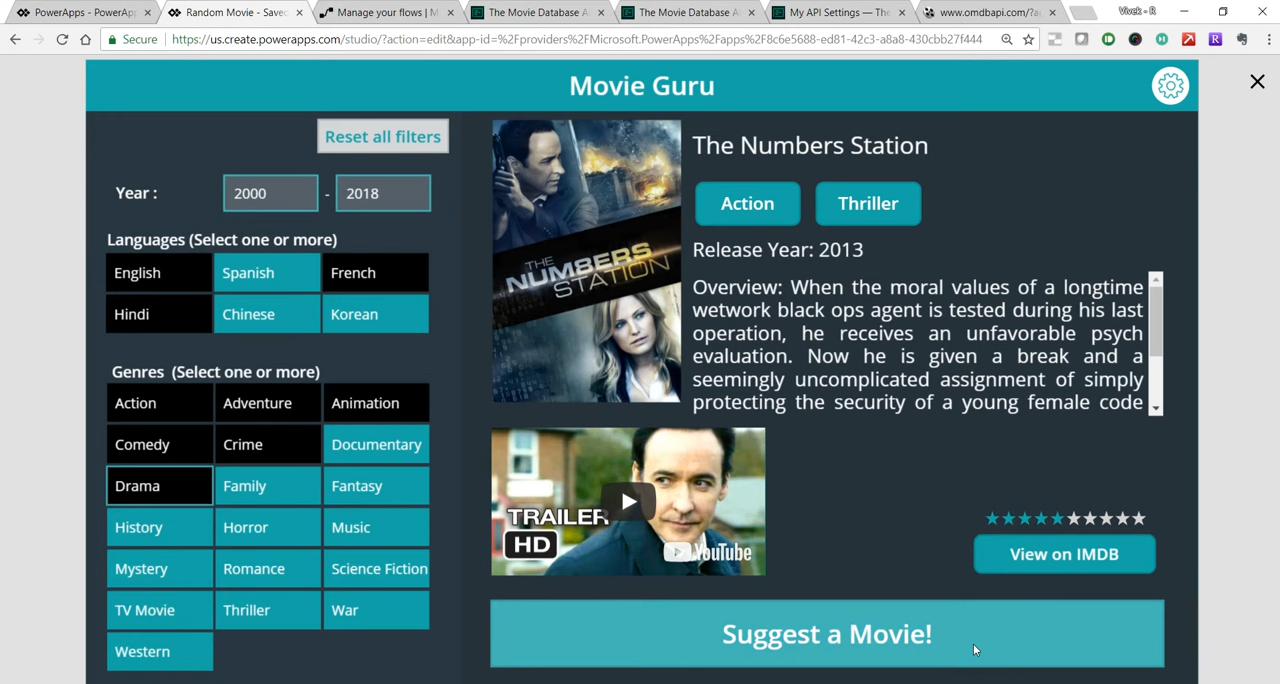 PowerApps - PowerApp
Random Movie - Saved
Manage your flows | M
The Movie Database A
The Movie Database A
My API Settings — The
www.omdbapi.com/?a
Vivek - R
Secure
https://us.create.powerapps.com/studio/?action=edit&app-id=%2Fproviders%2FMicrosoft.PowerApps%2Fapps%2F8c6e5688-ed81-42c3-a8a8-430cbb27f444
Movie Guru
Reset all filters
Year :
2000
-
2018
Languages (Select one or more)
English Spanish French
Hindi Chinese Korean
Genres (Select one or more)
Action Adventure Animation
Comedy Crime Documentary
Drama Family Fantasy
History Horror Music
Mystery Romance Science Fiction
TV Movie Thriller War
Western
THE
NUMBERS
STATION
The Numbers Station
Action Thriller
Release Year: 2013
Overview: When the moral values of a longtime
wetwork black ops agent is tested during his last
operation, he receives an unfavorable psych
evaluation. Now he is given a break and a
seemingly uncomplicated assignment of simply
protecting the security of a young female code
TRAILER
HD
YouTube
View on IMDB
Suggest a Movie!